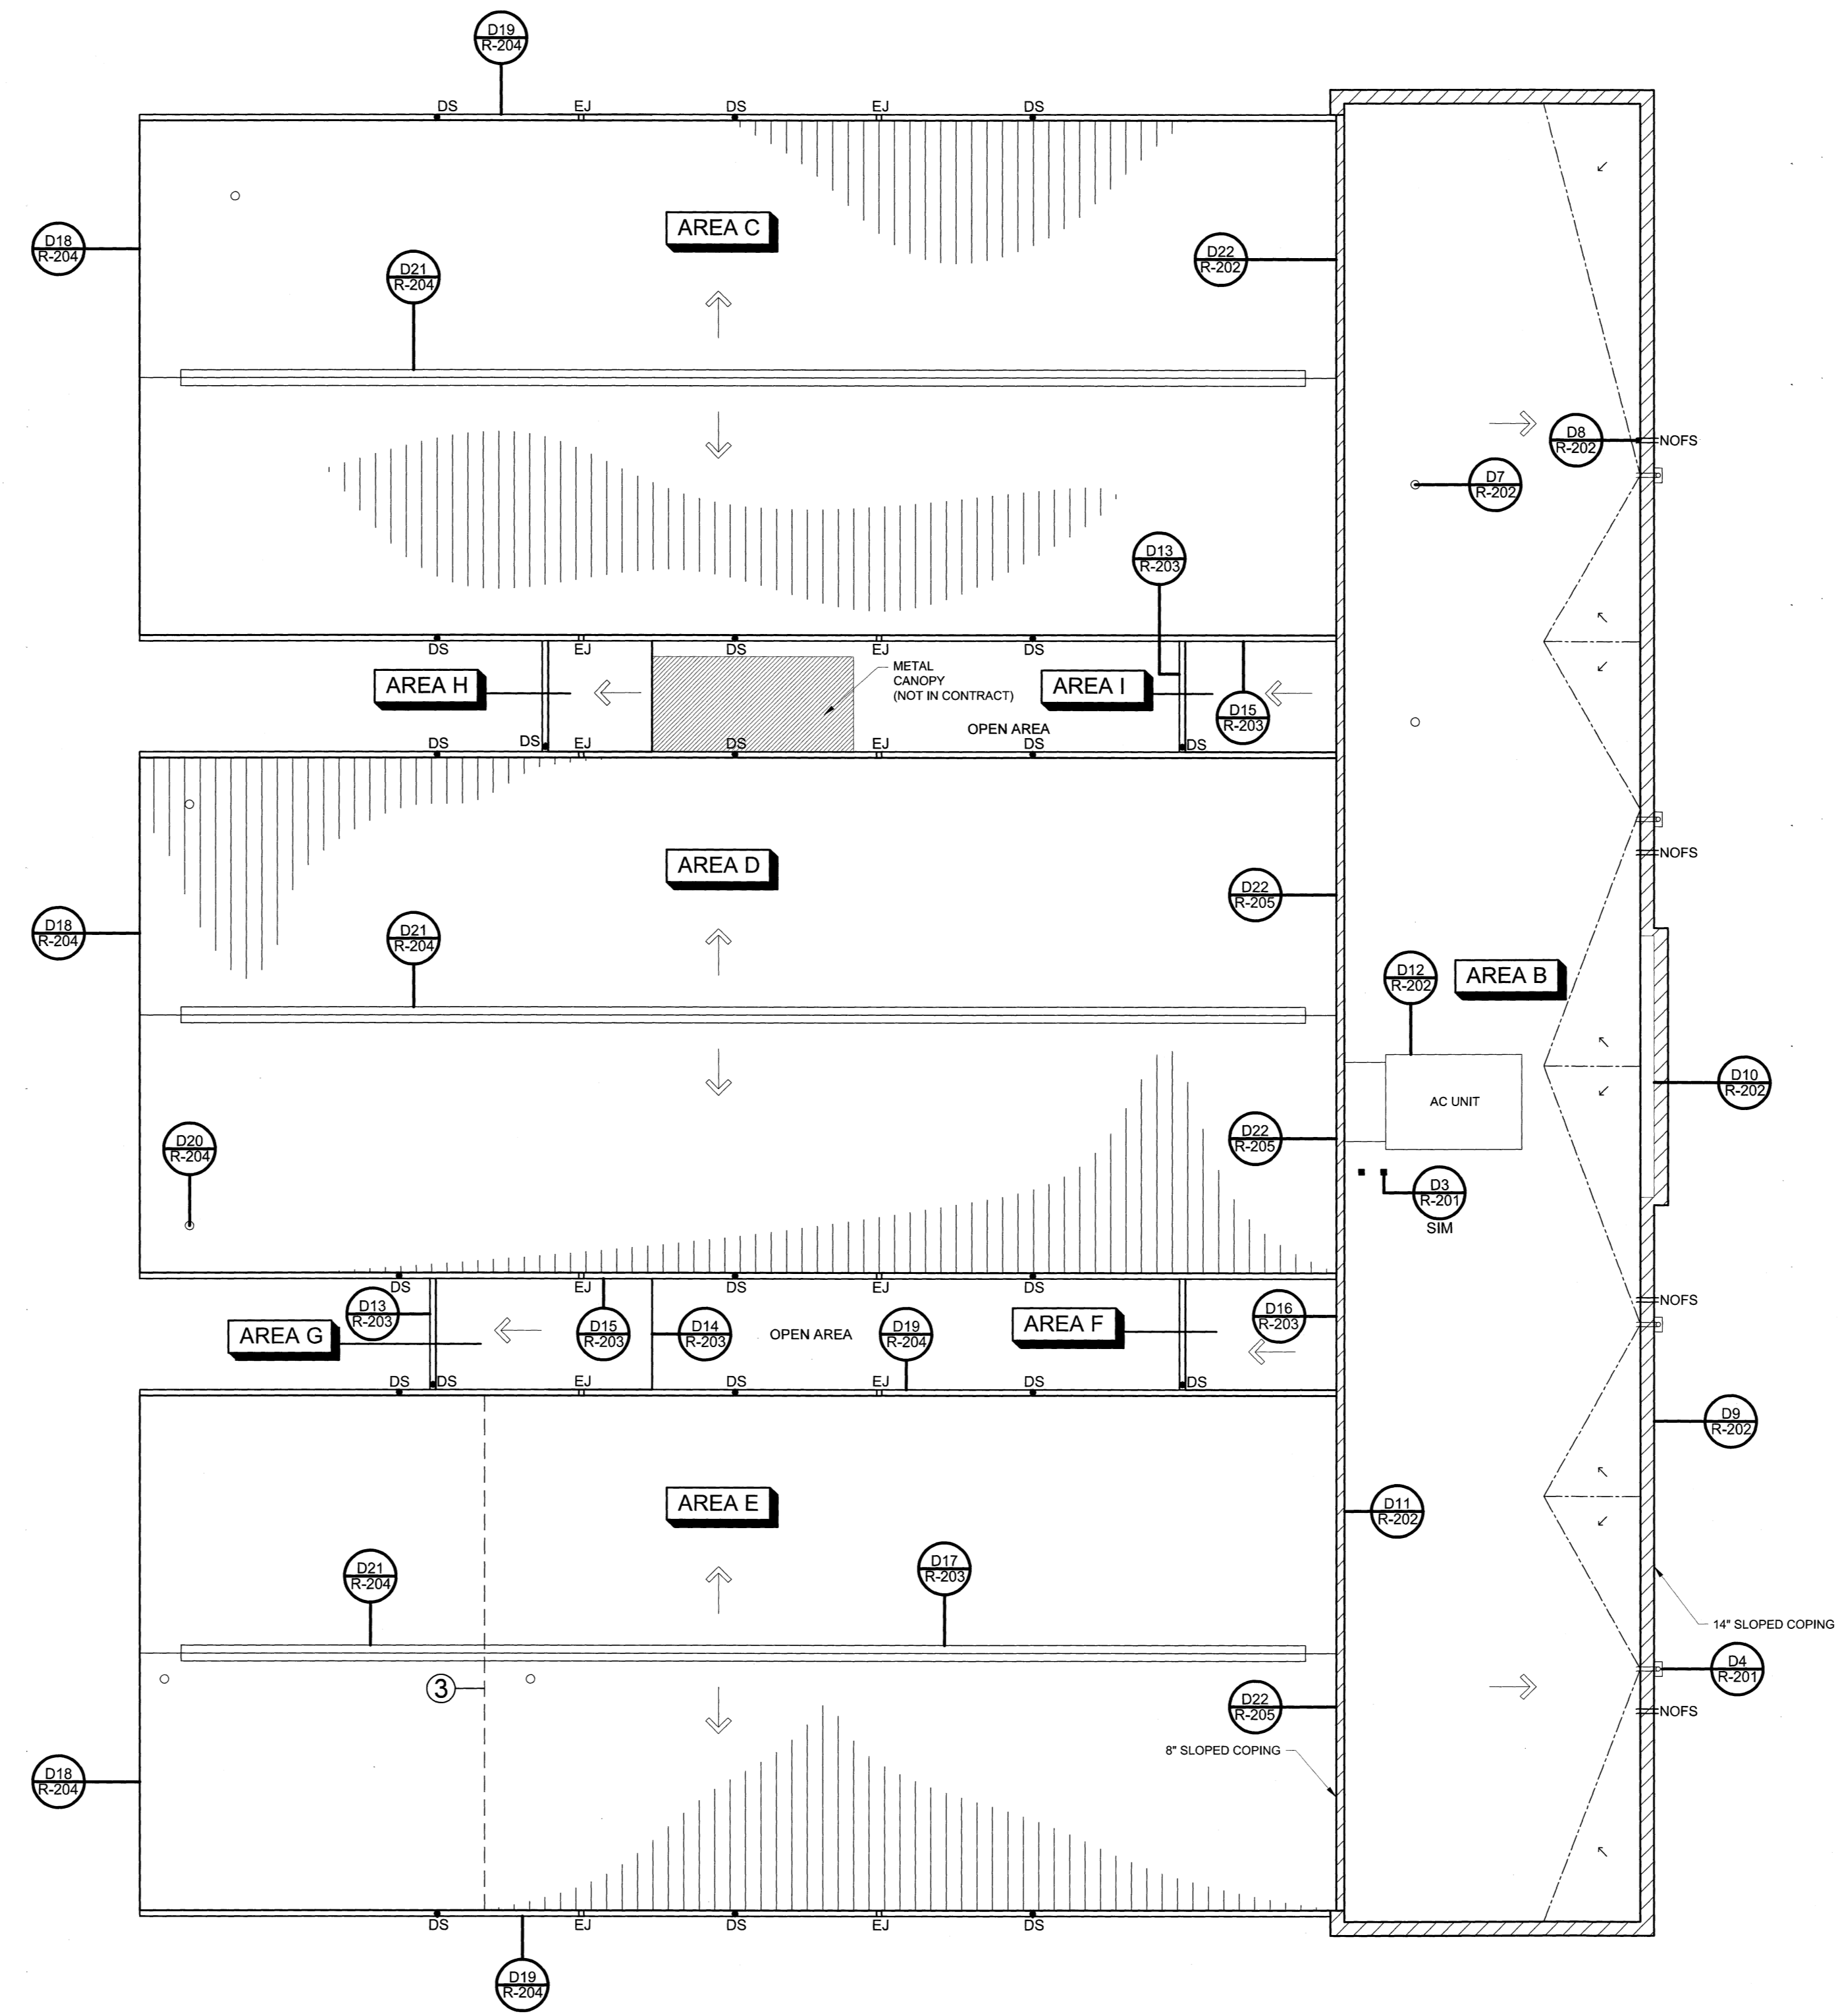 D19
R-204
DS
EJ
DS
EJ
DS
AREA C
D18
R-204
D22
R-202
D21
R-204
D8
R-202
NOFS
D7
R-202
D13
R-203
DS
EJ
DS
EJ
DS
METAL
CANOPY
(NOT IN CONTRACT)
AREA H
AREA I
D15
R-203
OPEN AREA
DS
DS
EJ
DS
EJ
DS
DS
NOFS
AREA D
D22
R-205
D18
R-204
D21
R-204
D12
R-202
AREA B
D10
R-202
AC UNIT
D20
R-204
D22
R-205
D3
R-201
SIM
DS
EJ
DS
EJ
DS
NOFS
D13
R-203
D16
R-203
AREA G
D15
R-203
D14
R-203
OPEN AREA
D19
R-204
AREA F
DS
DS
EJ
DS
EJ
DS
DS
D9
R-202
AREA E
D11
R-202
D21
R-204
D17
R-203
14" SLOPED COPING
3
D4
R-201
D22
R-205
NOFS
8" SLOPED COPING
D18
R-204
DS
EJ
DS
EJ
DS
D19
R-204